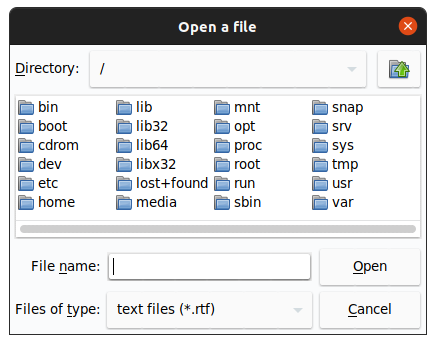 Open a file
Directory: /
bin lib mnt snap
boot lib32 opt srv
cdrom lib64 proc sys
dev libx32 root tmp
etc lost+found run usr
home media sbin var
File name: Open
Files of type: text files (*.rtf) Cancel